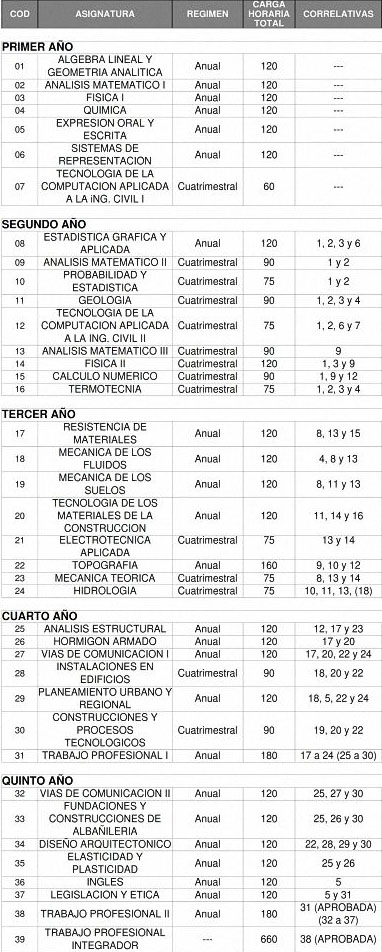 COD ASIGNATURA REGIMEN CARGA HORARIA TOTAL CORRELATIVAS
PRIMER AÑO
01 ALGEBRA LINEAL Y GEOMETRIA ANALITICA Anual 120 ---
02 ANALISIS MATEMATICO I Anual 120 ---
03 FISICA I Anual 120 ---
04 QUIMICA Anual 120 ---
05 EXPRESION ORAL Y ESCRITA Anual 120 ---
06 SISTEMAS DE REPRESENTACION Anual 120 ---
07 TECNOLOGIA DE LA COMPUTACION APLICADA A LA iNG. CIVIL I Cuatrimestral 60 ---
SEGUNDO AÑO
08 ESTADISTICA GRAFICA Y APLICADA Anual 120 1, 2, 3 y 6
09 ANALISIS MATEMATICO II Cuatrimestral 90 1 y 2
10 PROBABILIDAD Y ESTADISTICA Cuatrimestral 75 1 y 2
11 GEOLOGIA Cuatrimestral 90 1, 2, 3 y 4
12 TECNOLOGIA DE LA COMPUTACION APLICADA A LA ING. CIVIL II Cuatrimestral 75 1, 2, 6 y 7
13 ANALISIS MATEMATICO III Cuatrimestral 90 9
14 FISICA II Cuatrimestral 120 1, 3 y 9
15 CALCULO NUMERICO Cuatrimestral 90 1, 9 y 12
16 TERMOTECNIA Cuatrimestral 75 1, 2, 3 y 4
TERCER AÑO
17 RESISTENCIA DE MATERIALES Anual 120 8, 13 y 15
18 MECANICA DE LOS FLUIDOS Anual 120 4, 8 y 13
19 MECANICA DE LOS SUELOS Anual 120 8, 11 y 13
20 TECNOLOGIA DE LOS MATERIALES DE LA CONSTRUCCION Anual 120 11, 14 y 16
21 ELECTROTECNICA APLICADA Cuatrimestral 75 13 y 14
22 TOPOGRAFIA Anual 160 9, 10 y 12
23 MECANICA TEORICA Cuatrimestral 75 8, 13 y 14
24 HIDROLOGIA Cuatrimestral 75 10, 11, 13, (18)
CUARTO AÑO
25 ANALISIS ESTRUCTURAL Anual 120 12, 17 y 23
26 HORMIGON ARMADO Anual 120 17 y 20
27 VIAS DE COMUNICACION I Anual 120 17, 20, 22 y 24
28 INSTALACIONES EN EDIFICIOS Cuatrimestral 90 18, 20 y 22
29 PLANEAMIENTO URBANO Y REGIONAL Anual 120 18, 5, 22 y 24
30 CONSTRUCCIONES Y PROCESOS TECNOLOGICOS Cuatrimestral 90 19, 20 y 22
31 TRABAJO PROFESIONAL I Anual 180 17 a 24 (25 a 30)
QUINTO AÑO
32 VIAS DE COMUNICACION II Anual 120 25, 27 y 30
33 FUNDACIONES Y CONSTRUCCIONES DE ALBAÑILERIA Anual 120 25, 26 y 30
34 DISEÑO ARQUITECTONICO Anual 120 22, 28, 29 y 30
35 ELASTICIDAD Y PLASTICIDAD Anual 120 25 y 26
36 INGLES Anual 120 5
37 LEGISLACION Y ETICA Anual 120 5 y 31
38 TRABAJO PROFESIONAL II Anual 180 31 (APROBADA) (32 a 37)
39 TRABAJO PROFESIONAL INTEGRADOR --- 660 38 (APROBADA)